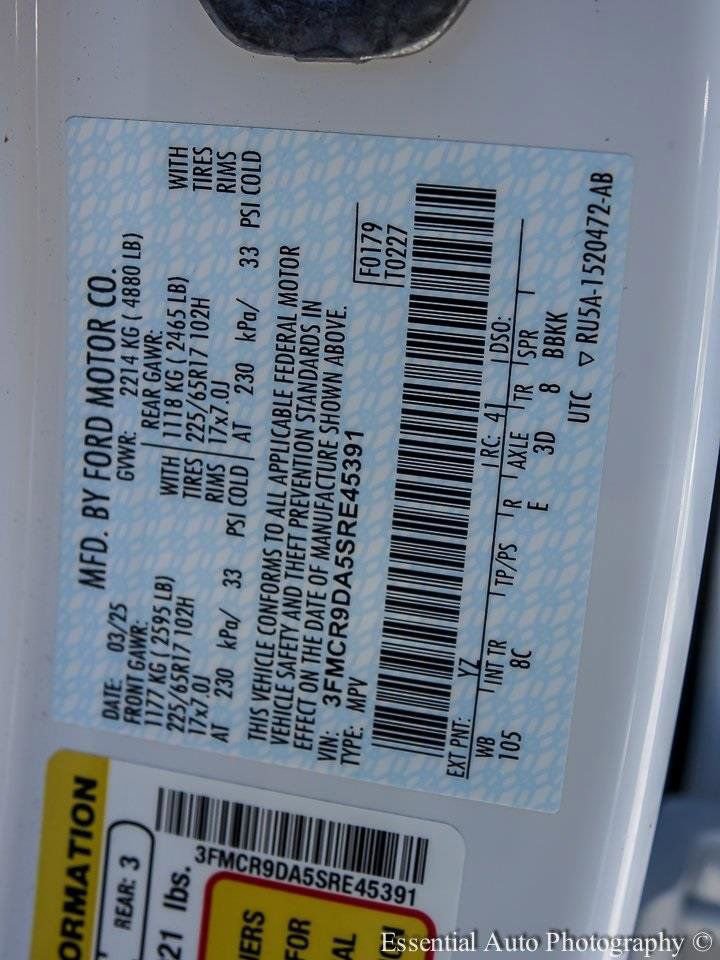 MFD. BY FORD MOTOR CO.
DATE: 03/25 GVWR: 2214 KG ( 4880 LB)
FRONT GAWR: REAR GAWR:
1177 KG ( 2595 LB) WITH 1118 KG ( 2465 LB) WITH
225/65R17 102H TIRES 225/65R17 102H TIRES
17x7.0J RIMS 17x7.0J RIMS
AT 230 kPa/ 33 PSI COLD AT 230 kPa/ 33 PSI COLD
THIS VEHICLE CONFORMS TO ALL APPLICABLE FEDERAL MOTOR
VEHICLE SAFETY AND THEFT PREVENTION STANDARDS IN
EFFECT ON THE DATE OF MANUFACTURE SHOWN ABOVE.
VIN: 3FMCR9DA5SRE45391
TYPE: MPV
F0179
T0227
EXT PNT: YZ RC: 41 DSO:
WB INT TR TP/PS R AXLE TR SPR
105 8C E 3D 8 BBKK
UTC ▽ RU5A-1520472-AB
ORMATION
REAR: 3
21 lbs.
3FMCR9DA5SRE45391
Essential Auto Photography ©